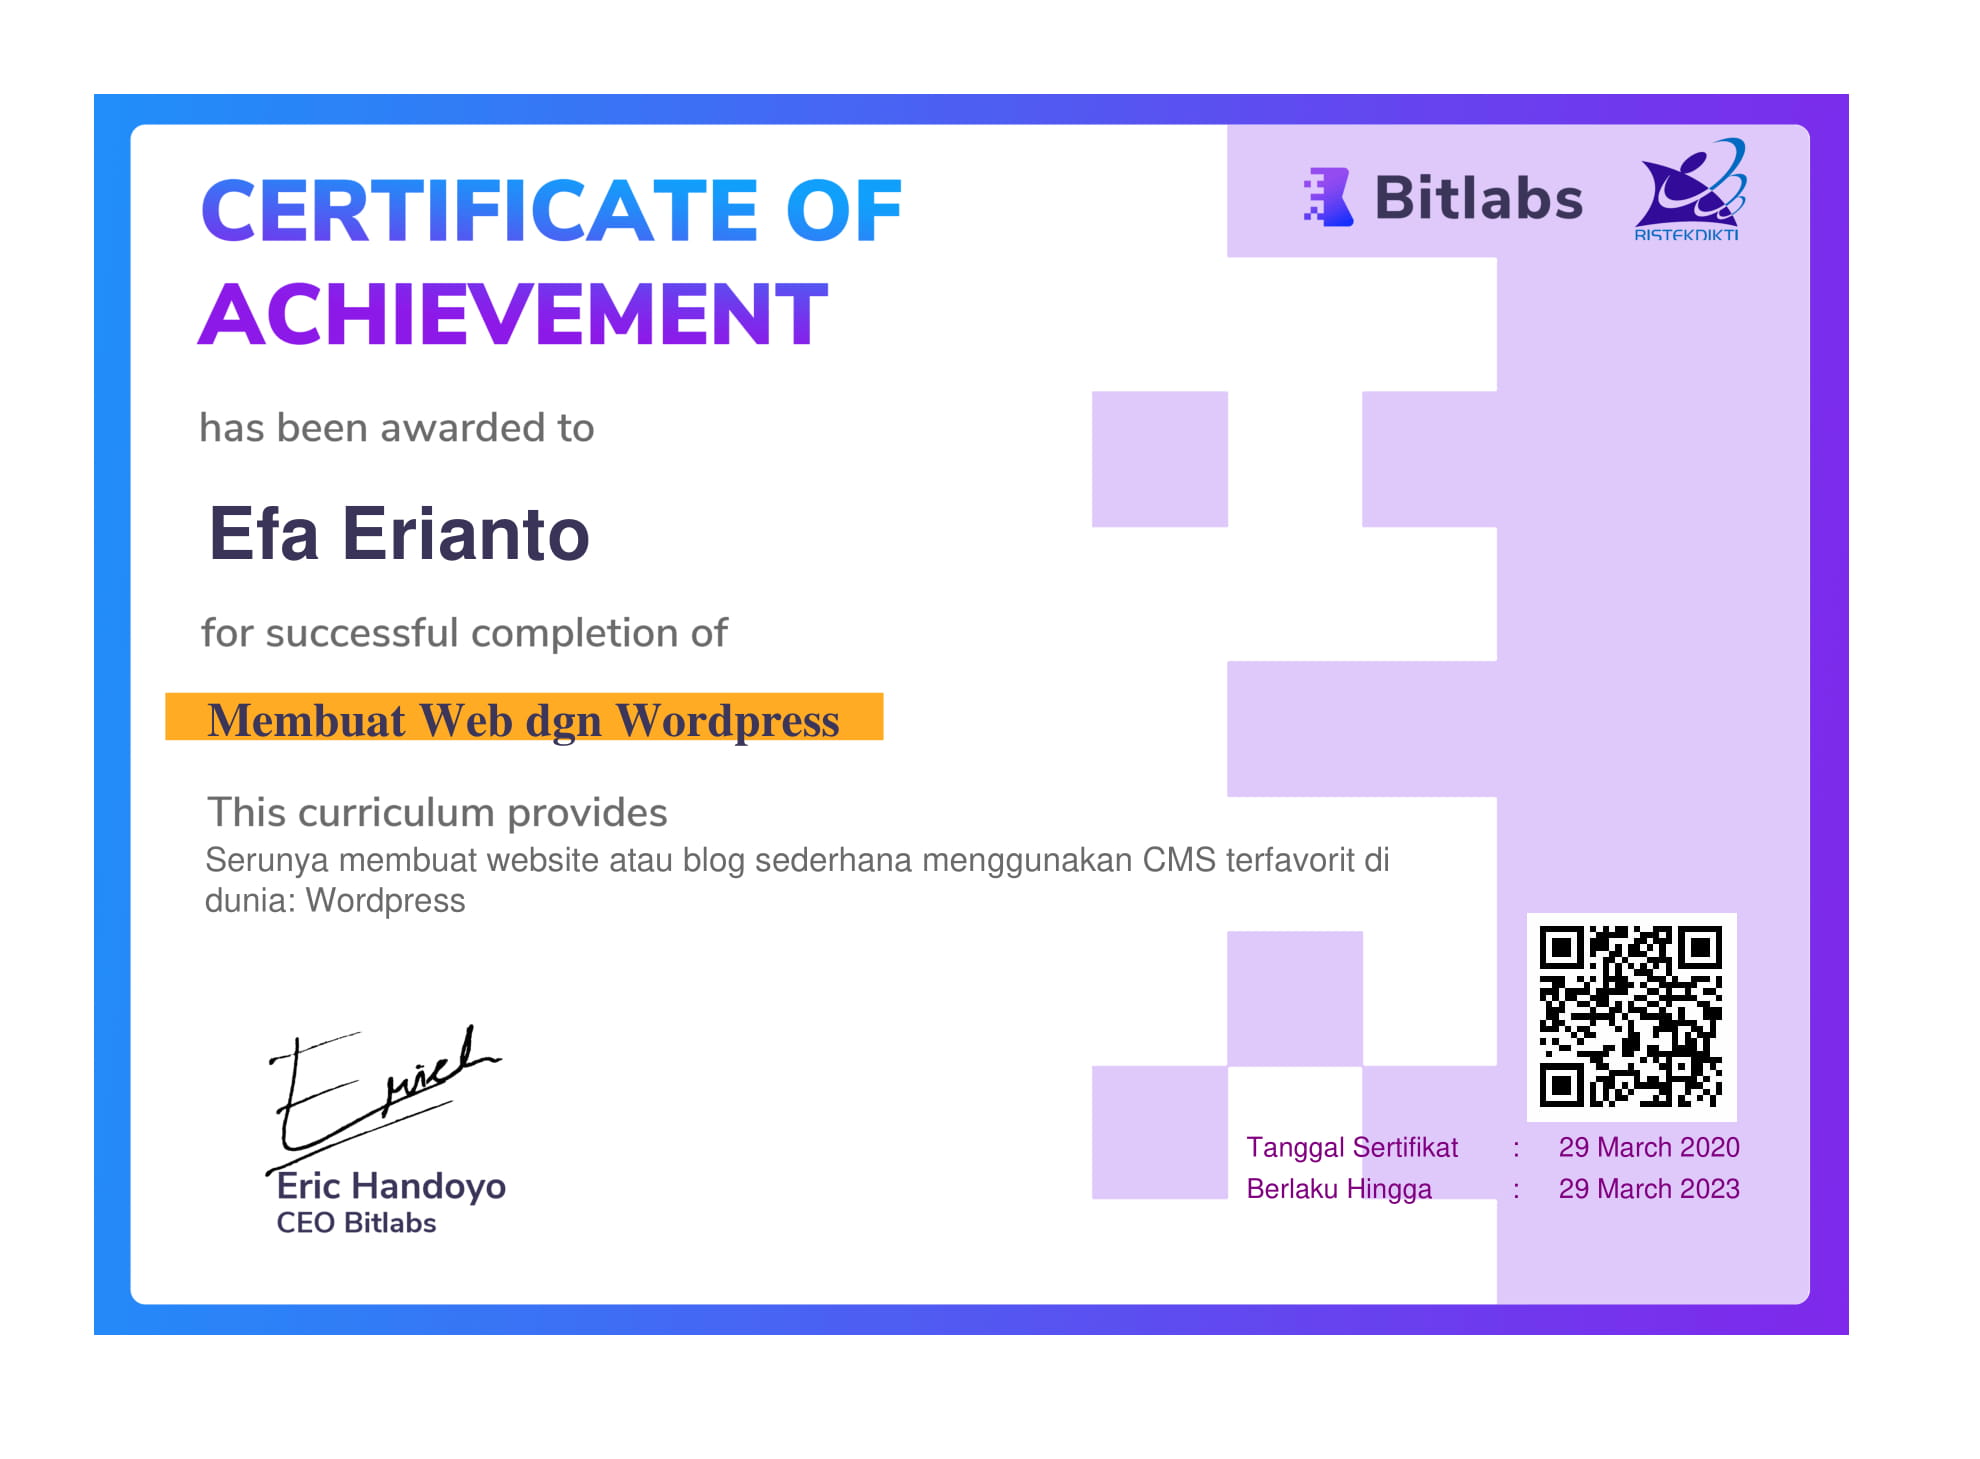 CERTIFICATE OF
ACHIEVEMENT
Bitlabs
RISTEKDIKTI
has been awarded to
Efa Erianto
for successful completion of
Membuat Web dgn Wordpress
This curriculum provides
Serunya membuat website atau blog sederhana menggunakan CMS terfavorit di
dunia: Wordpress
Eric
Eric Handoyo
CEO Bitlabs
Tanggal Sertifikat : 29 March 2020
Berlaku Hingga : 29 March 2023